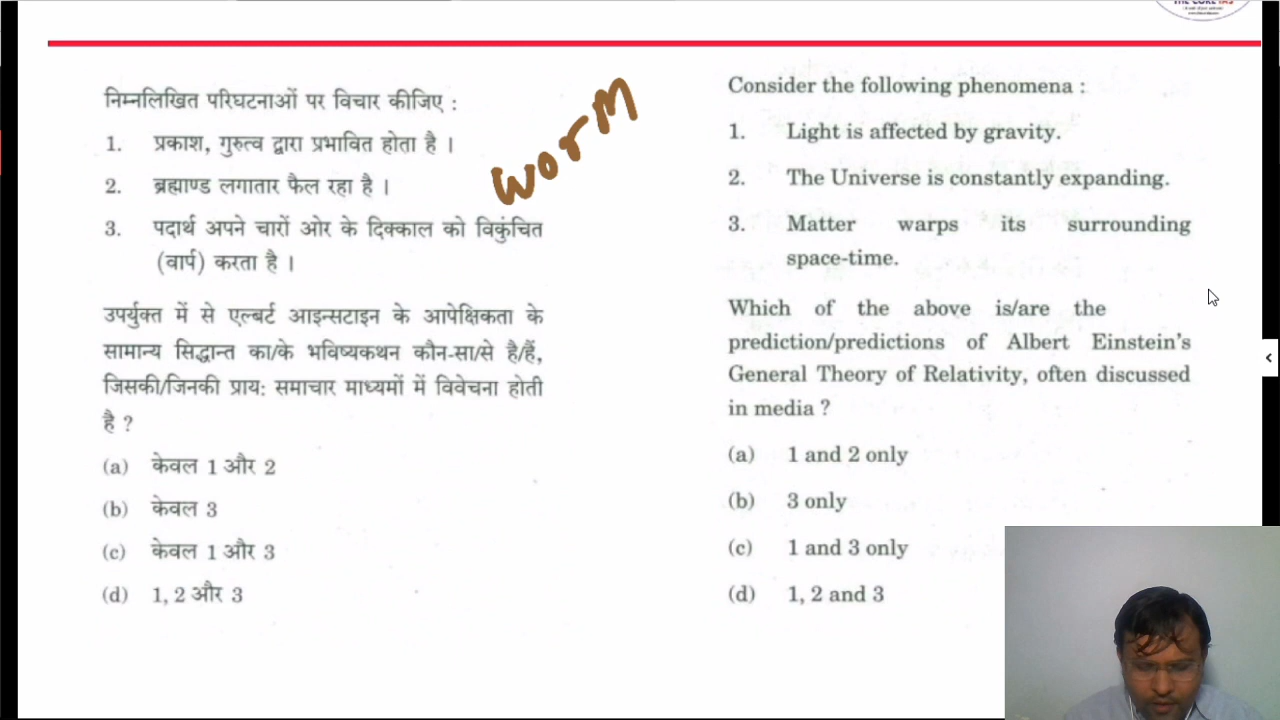 THE CORE IAS
निम्नलिखित परिघटनाओं पर विचार कीजिए :
1. प्रकाश, गुरुत्व द्वारा प्रभावित होता है ।
2. ब्रह्माण्ड लगातार फैल रहा है ।
3. पदार्थ अपने चारों ओर के दिक्काल को विकुंचित
(वार्प) करता है ।
उपर्युक्त में से एल्बर्ट आइन्सटाइन के आपेक्षिकता के
सामान्य सिद्धान्त का/के भविष्यकथन कौन-सा/से है/हैं,
जिसकी/जिनकी प्राय: समाचार माध्यमों में विवेचना होती
है ?
(a) केवल 1 और 2
(b) केवल 3
(c) केवल 1 और 3
(d) 1, 2 और 3
worm
Consider the following phenomena :
1. Light is affected by gravity.
2. The Universe is constantly expanding.
3. Matter warps its surrounding
space-time.
Which of the above is/are the
prediction/predictions of Albert Einstein's
General Theory of Relativity, often discussed
in media ?
(a) 1 and 2 only
(b) 3 only
(c) 1 and 3 only
(d) 1, 2 and 3